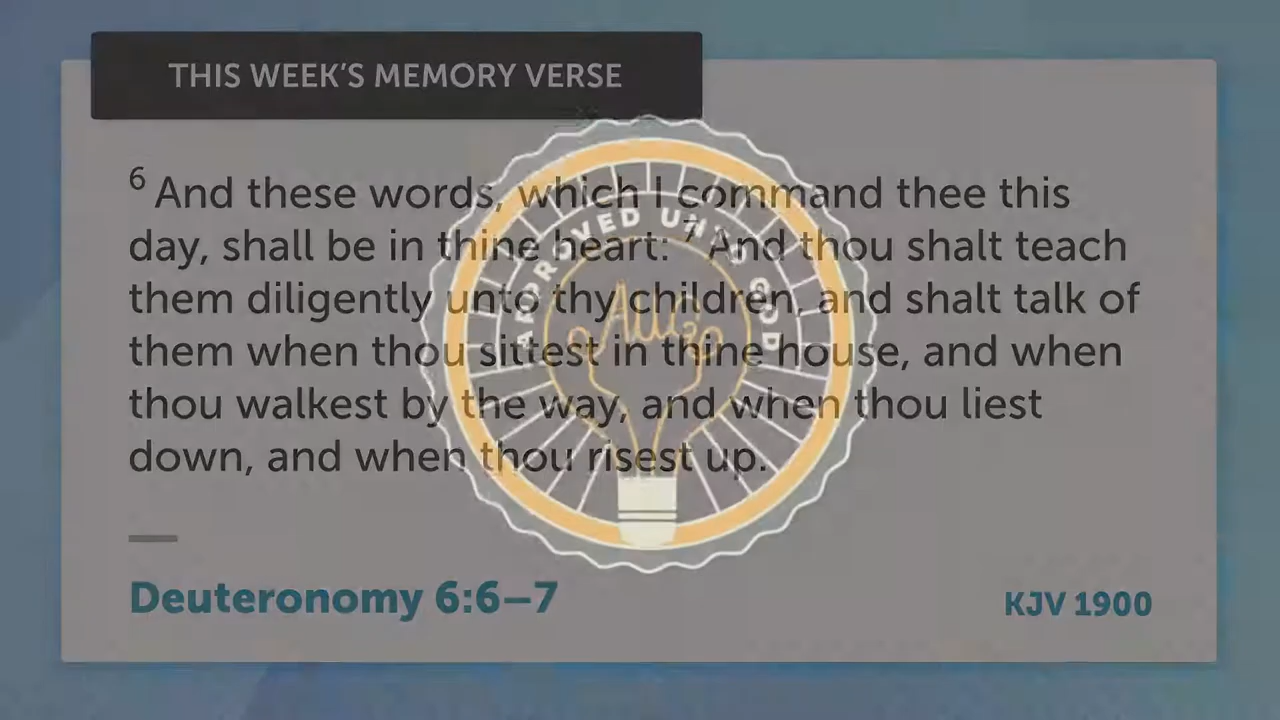 THIS WEEK’S MEMORY VERSE
6 And these words, which I command thee this
day, shall be in thine heart: 7 And thou shalt teach
them diligently unto thy children, and shalt talk of
them when thou sittest in thine house, and when
thou walkest by the way, and when thou liest
down, and when thou risest up.
Deuteronomy 6:6–7
KJV 1900
APPROVED UNTO GOD